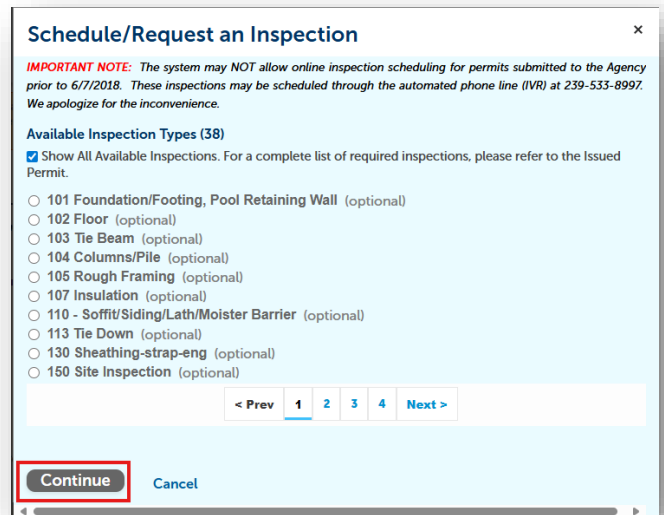 Schedule/Request an Inspection
×
IMPORTANT NOTE: The system may NOT allow online inspection scheduling for permits submitted to the Agency
prior to 6/7/2018. These inspections may be scheduled through the automated phone line (IVR) at 239-533-8997.
We apologize for the inconvenience.
Available Inspection Types (38)
Show All Available Inspections. For a complete list of required inspections, please refer to the Issued
Permit.
101 Foundation/Footing, Pool Retaining Wall (optional)
102 Floor (optional)
103 Tie Beam (optional)
104 Columns/Pile (optional)
105 Rough Framing (optional)
107 Insulation (optional)
110 - Soffit/Siding/Lath/Moister Barrier (optional)
113 Tie Down (optional)
130 Sheathing-strap-eng (optional)
150 Site Inspection (optional)
< Prev 1 2 3 4 Next >
Continue Cancel